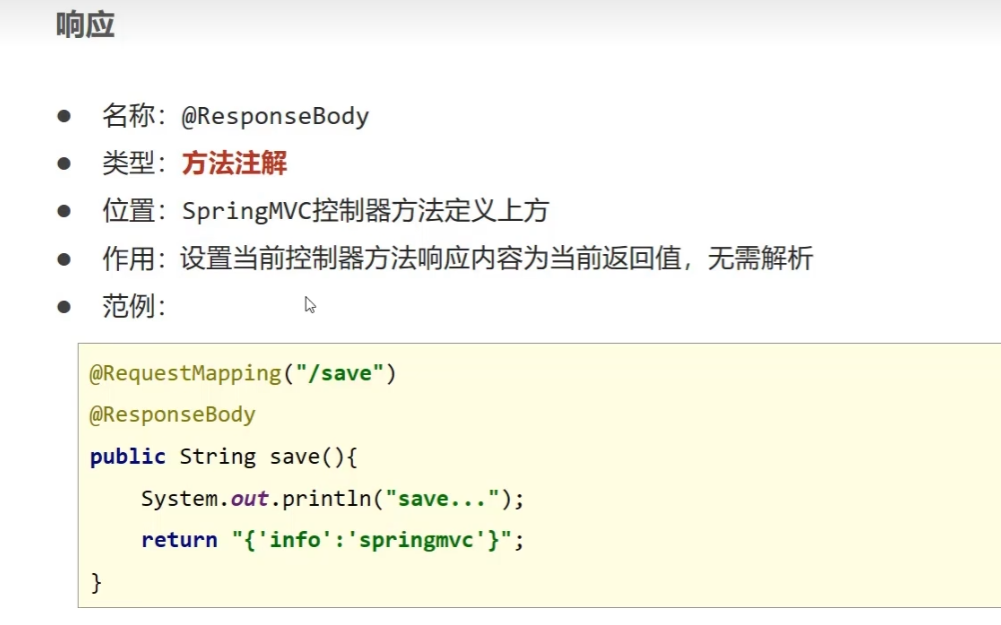 响应
● 名称：@ResponseBody
● 类型：方法注解
● 位置：SpringMVC控制器方法定义上方
● 作用：设置当前控制器方法响应内容为当前返回值，无需解析
● 范例：
@RequestMapping("/save")
@ResponseBody
public String save(){
    System.out.println("save...");
    return "{'info':'springmvc'}";
}